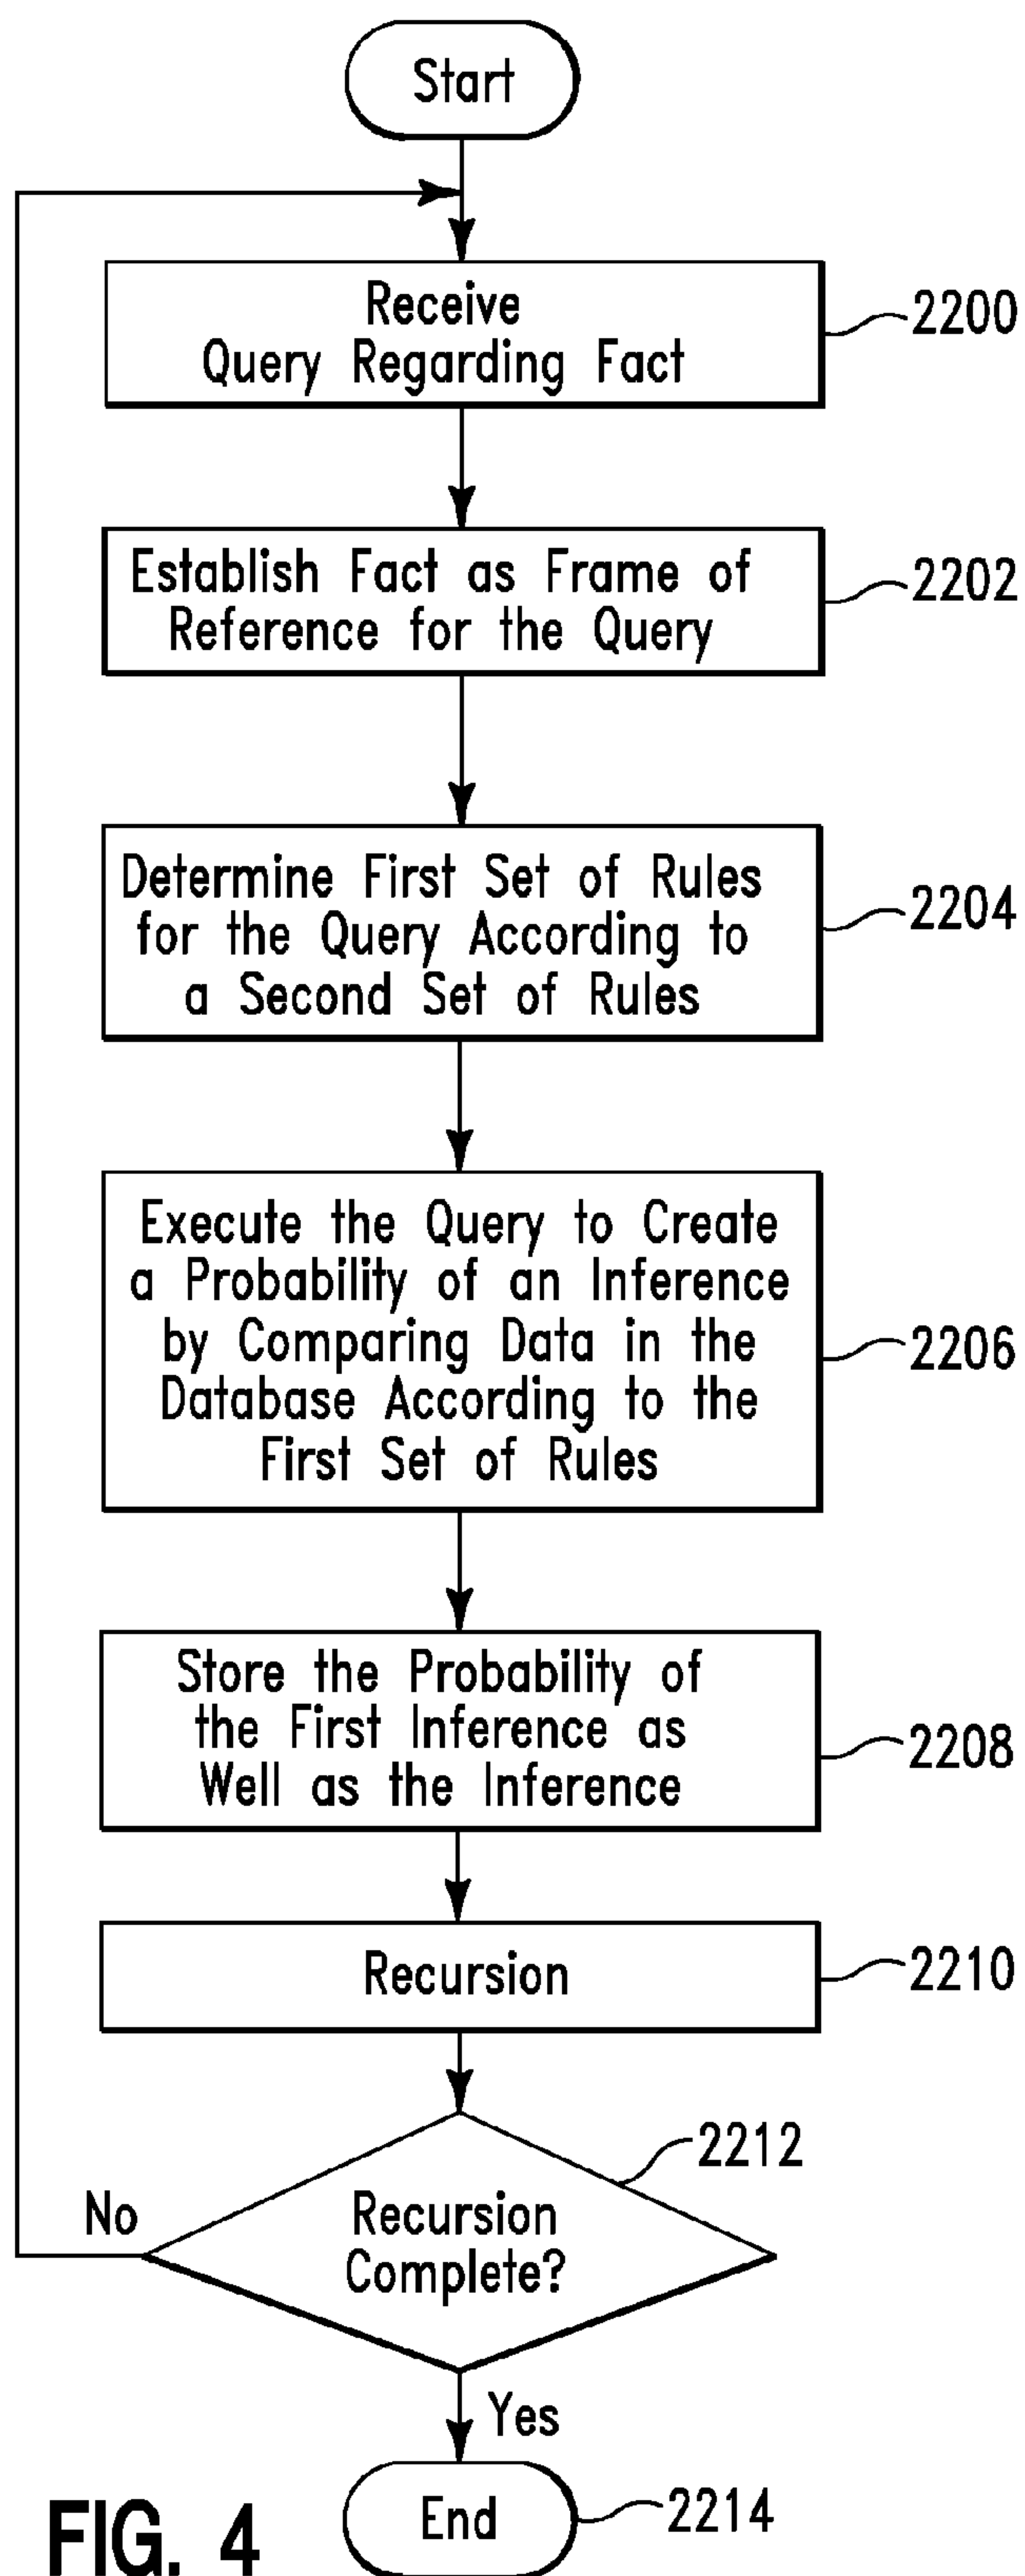 Start
Receive
Query Regarding Fact
2200
Establish Fact as Frame of
Reference for the Query
2202
Determine First Set of Rules
for the Query According to
a Second Set of Rules
2204
Execute the Query to Create
a Probability of an Inference
by Comparing Data in the
Database According to the
First Set of Rules
2206
Store the Probability of
the First Inference as
Well as the Inference
2208
Recursion
2210
2212
Recursion
Complete?
No
Yes
End
2214
FIG. 4